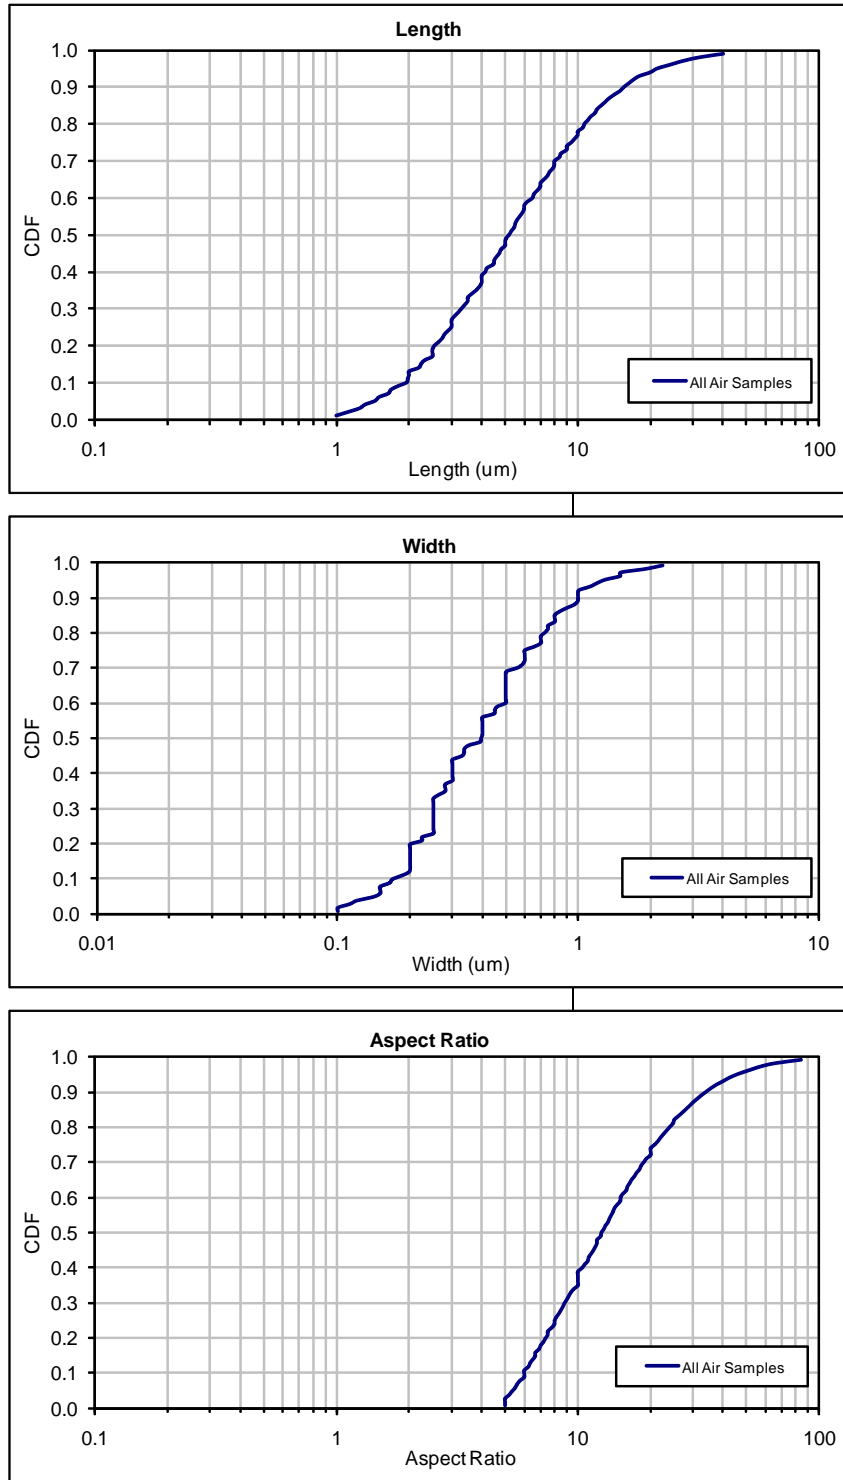 Length
1.0
0.9
0.8
0.7
0.6
0.5
0.4
0.3
0.2
0.1
0.0
CDF
All Air Samples
0.1 1 10 100
Length (um)
Width
1.0
0.9
0.8
0.7
0.6
0.5
0.4
0.3
0.2
0.1
0.0
CDF
All Air Samples
0.01 0.1 1 10
Width (um)
Aspect Ratio
1.0
0.9
0.8
0.7
0.6
0.5
0.4
0.3
0.2
0.1
0.0
CDF
All Air Samples
0.1 1 10 100
Aspect Ratio